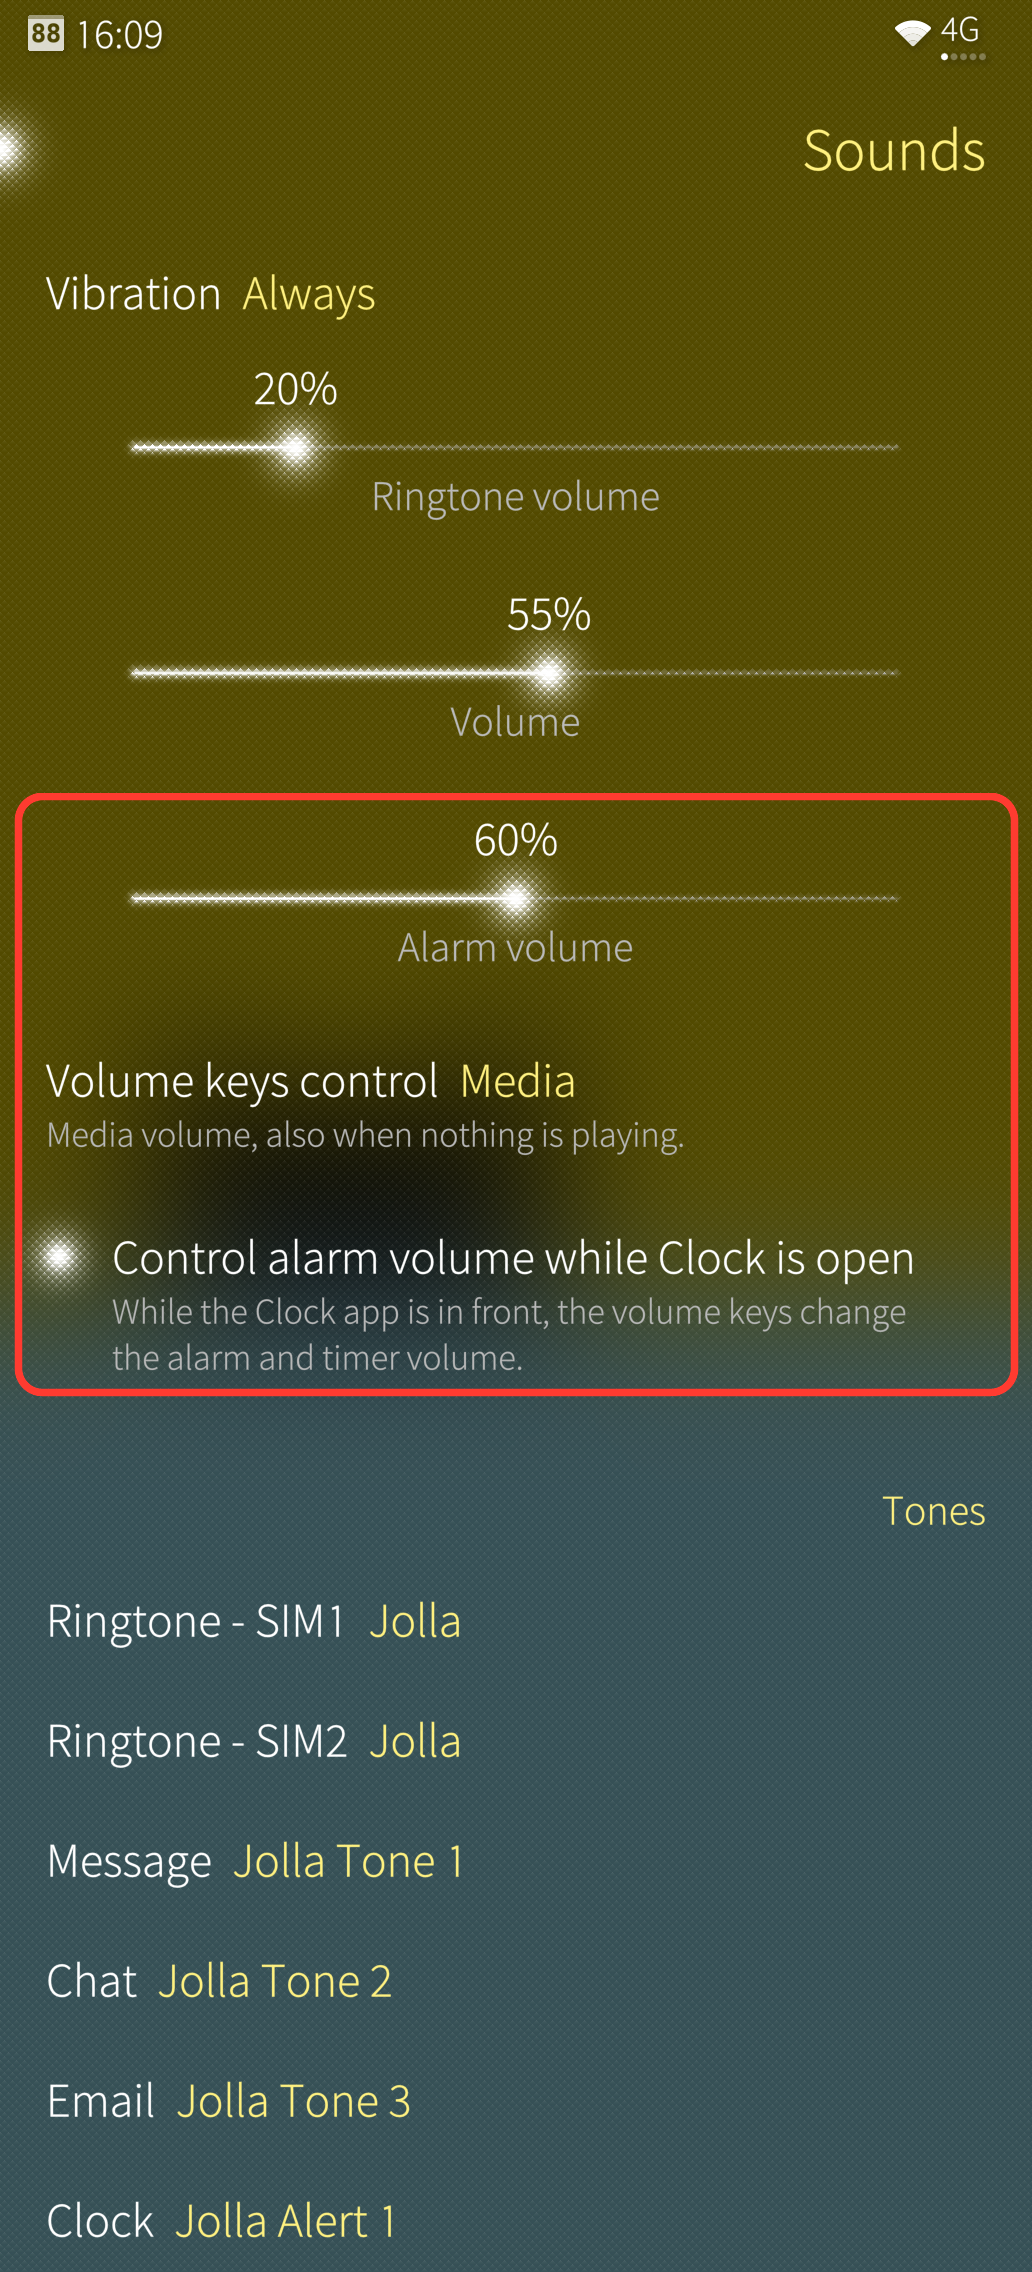 88 16:09
4G
Sounds
Vibration Always
20%
Ringtone volume
55%
Volume
60%
Alarm volume
Volume keys control Media
Media volume, also when nothing is playing.
Control alarm volume while Clock is open
While the Clock app is in front, the volume keys change
the alarm and timer volume.
Tones
Ringtone - SIM1 Jolla
Ringtone - SIM2 Jolla
Message Jolla Tone 1
Chat Jolla Tone 2
Email Jolla Tone 3
Clock Jolla Alert 1